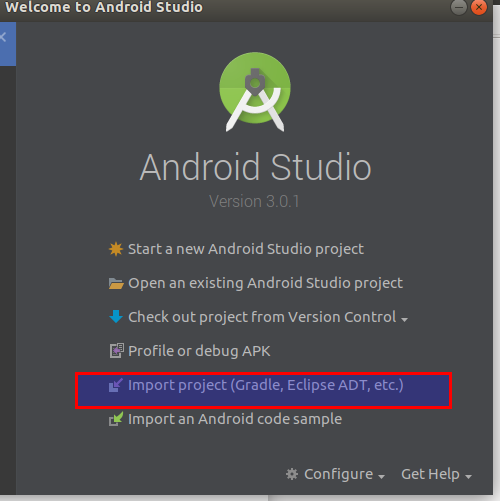 Welcome to Android Studio
Android Studio
Version 3.0.1
Start a new Android Studio project
Open an existing Android Studio project
Check out project from Version Control
Profile or debug APK
Import project (Gradle, Eclipse ADT, etc.)
Import an Android code sample
Configure Get Help